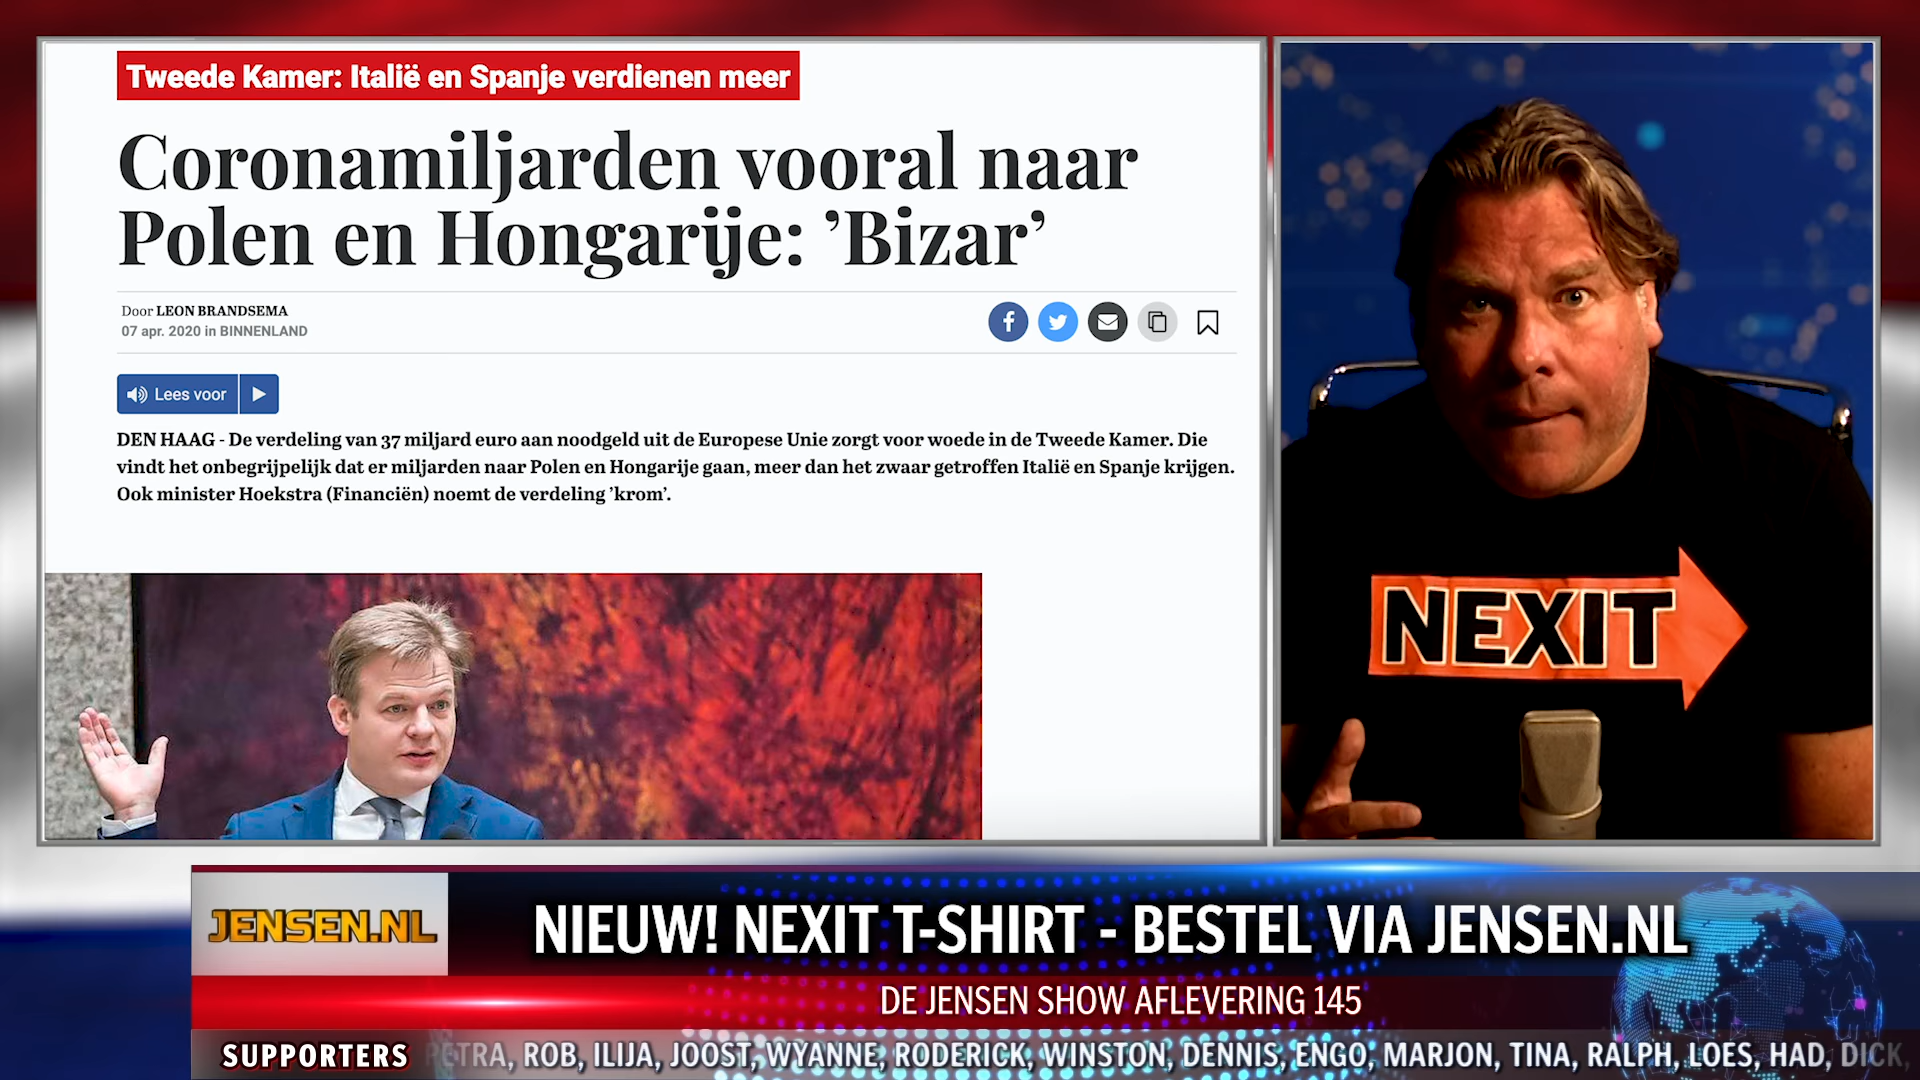 Tweede Kamer: Italië en Spanje verdienen meer
Coronamiljarden vooral naar
Polen en Hongarije: ’Bizar’
Door LEON BRANDSEMA
07 apr. 2020 in BINNENLAND
Lees voor
DEN HAAG - De verdeling van 37 miljard euro aan noodgeld uit de Europese Unie zorgt voor woede in de Tweede Kamer. Die
vindt het onbegrijpelijk dat er miljarden naar Polen en Hongarije gaan, meer dan het zwaar getroffen Italië en Spanje krijgen.
Ook minister Hoekstra (Financiën) noemt de verdeling ’krom’.
NEXIT
JENSEN.NL
NIEUW! NEXIT T-SHIRT - BESTEL VIA JENSEN.NL
DE JENSEN SHOW AFLEVERING 145
SUPPORTERS PETRA, ROB, ILIJA, JOOST, WYANNE, RODERICK, WINSTON, DENNIS, ENGO, MARJON, TINA, RALPH, LOES, HAD, DICK,